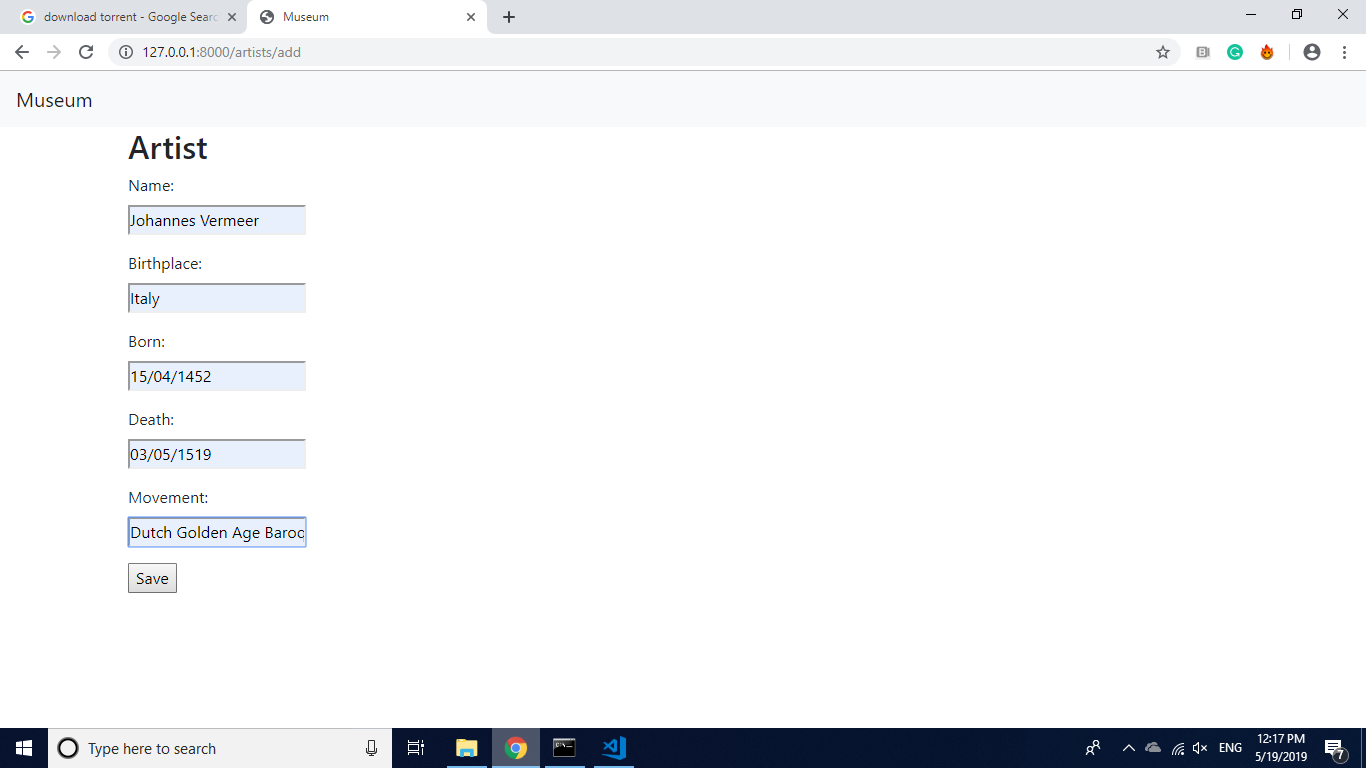 download torrent - Google Searc
Museum
127.0.0.1:8000/artists/add
Museum
Artist
Name:
Johannes Vermeer
Birthplace:
Italy
Born:
15/04/1452
Death:
03/05/1519
Movement:
Dutch Golden Age Baroc
Save
Type here to search
ENG
12:17 PM
5/19/2019
7